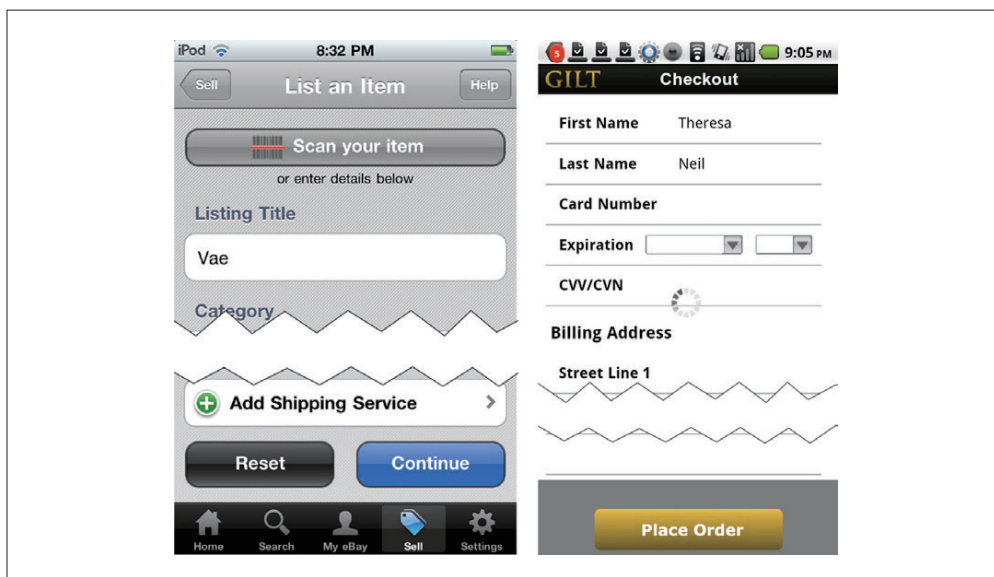 iPod 8:32 PM
Sell List an Item Help
Scan your item
or enter details below
Listing Title
Vae
Category
Add Shipping Service
Reset Continue
Home Search My eBay Sell Settings
5 9:05 PM
GILT Checkout
First Name Theresa
Last Name Neil
Card Number
Expiration
CVV/CVN
Billing Address
Street Line 1
Place Order